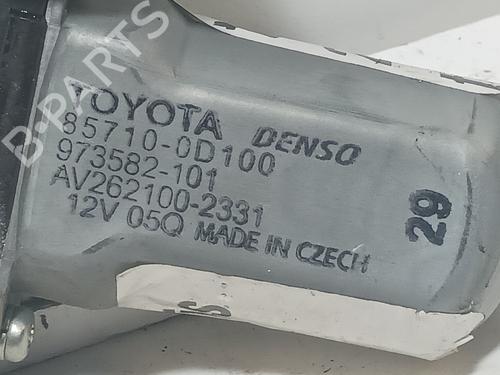 B-PARTS
TOYOTA DENSO
85710-0D100
973582-101
AV262100-2331
12V 05Q MADE IN CZECH
29